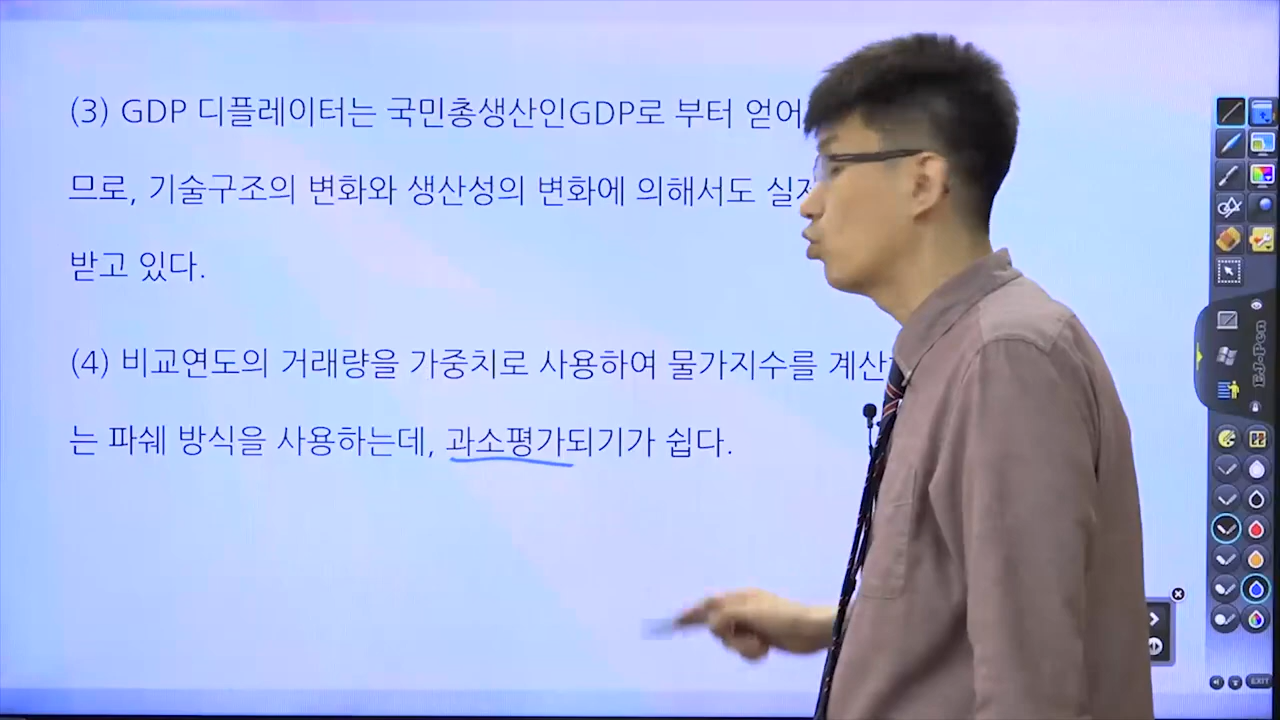 (3) GDP 디플레이터는 국민총생산인GDP로 부터 얻어
므로, 기술구조의 변화와 생산성의 변화에 의해서도
받고 있다.
(4) 비교연도의 거래량을 가중치로 사용하여 물가지수를 계산
는 파쉐 방식을 사용하는데, 과소평가되기가 쉽다.
EJ-Pen
EXIT